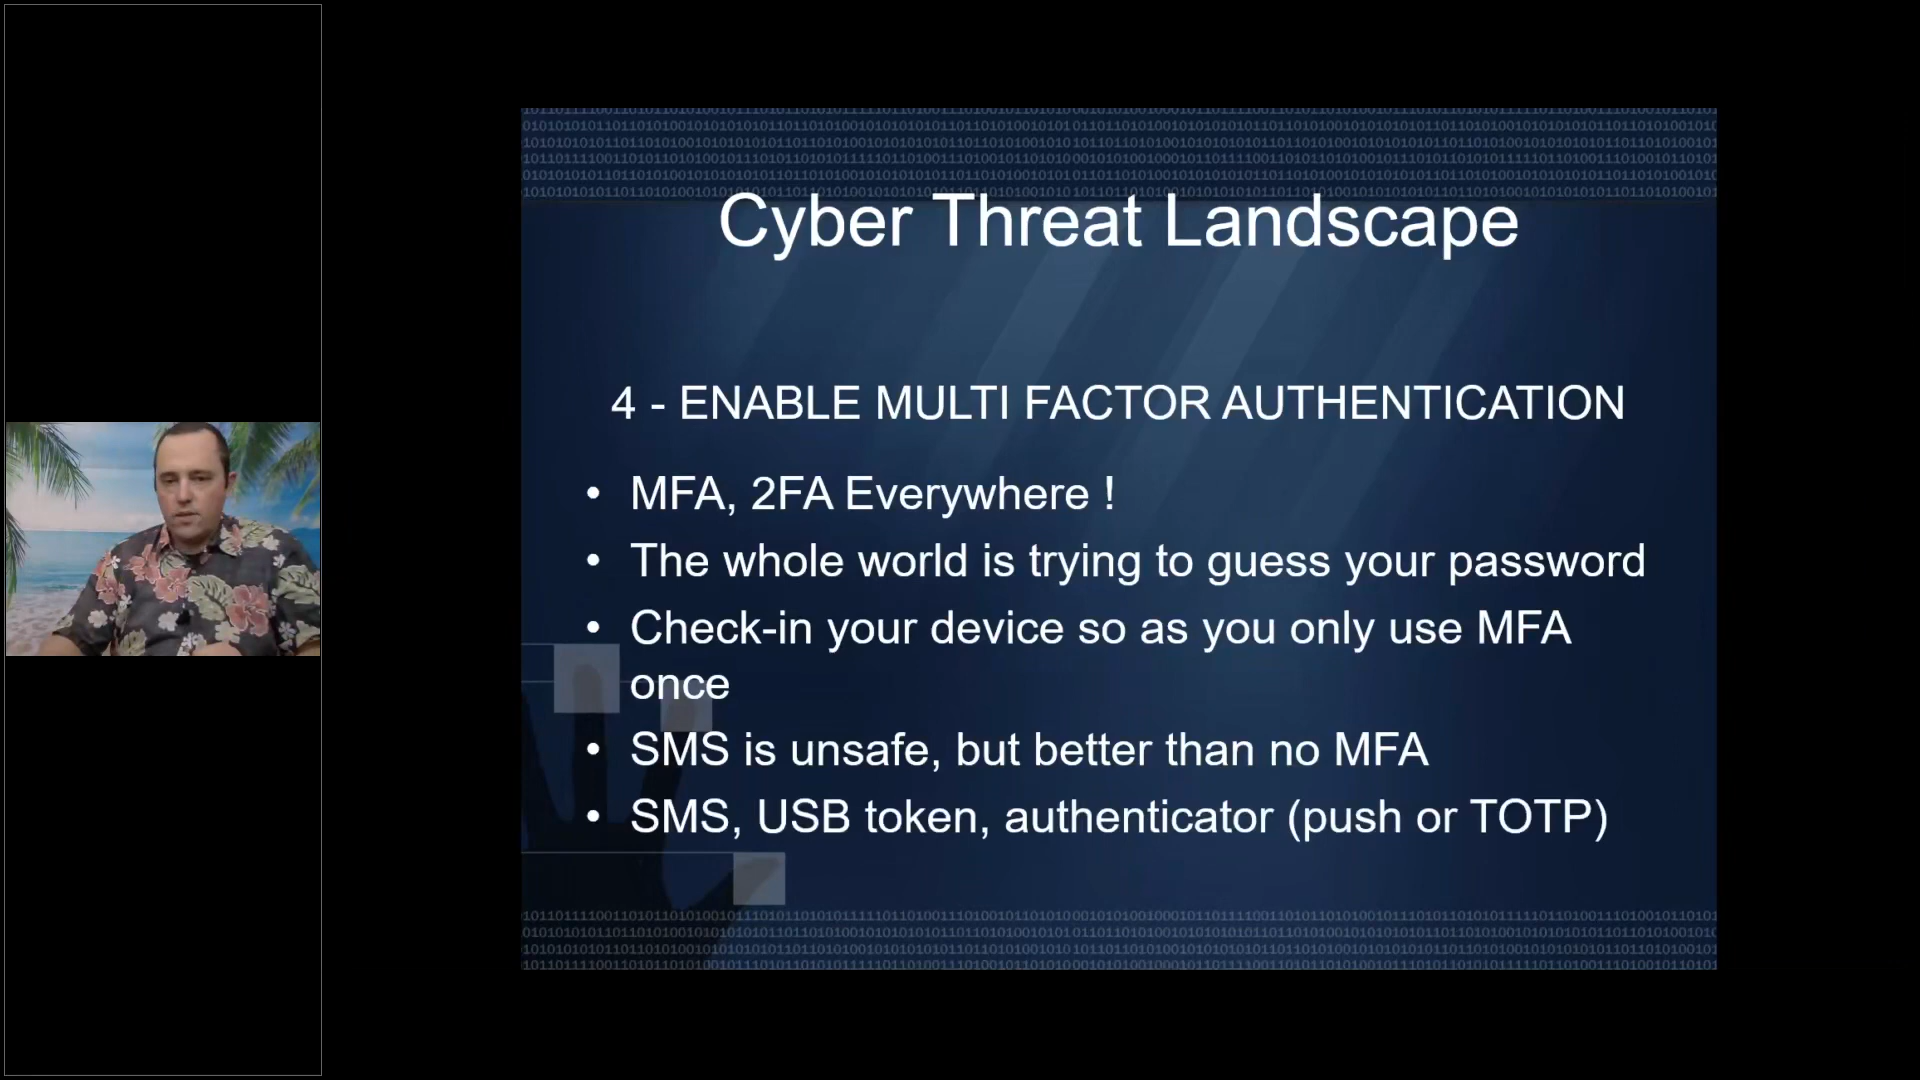 Cyber Threat Landscape
4 - ENABLE MULTI FACTOR AUTHENTICATION
• MFA, 2FA Everywhere !
• The whole world is trying to guess your password
• Check-in your device so as you only use MFA
once
• SMS is unsafe, but better than no MFA
• SMS, USB token, authenticator (push or TOTP)